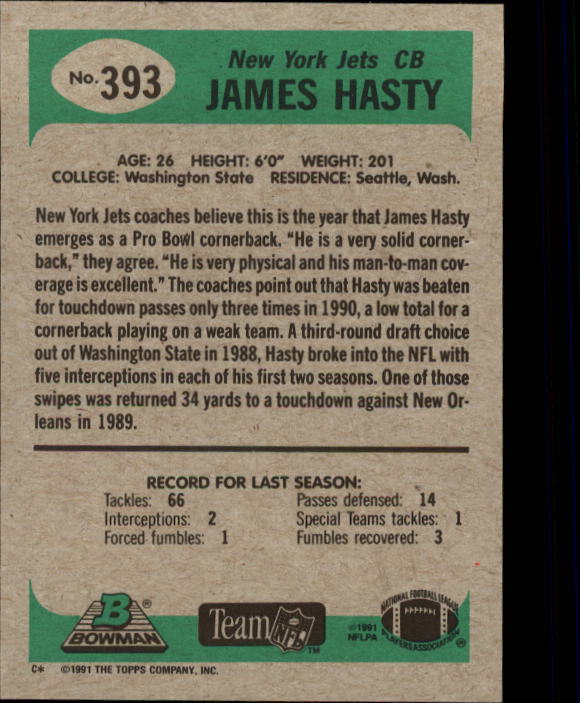 No. 393
New York Jets CB
JAMES HASTY
AGE: 26 HEIGHT: 6'0" WEIGHT: 201
COLLEGE: Washington State RESIDENCE: Seattle, Wash.
New York Jets coaches believe this is the year that James Hasty
emerges as a Pro Bowl cornerback. “He is a very solid corner-
back,” they agree. “He is very physical and his man-to-man cov-
erage is excellent.” The coaches point out that Hasty was beaten
for touchdown passes only three times in 1990, a low total for a
cornerback playing on a weak team. A third-round draft choice
out of Washington State in 1988, Hasty broke into the NFL with
five interceptions in each of his first two seasons. One of those
swipes was returned 34 yards to a touchdown against New Or-
leans in 1989.
RECORD FOR LAST SEASON:
Tackles: 66 Passes defensed: 14
Interceptions: 2 Special Teams tackles: 1
Forced fumbles: 1 Fumbles recovered: 3
B ®
BOWMAN
Team NFL ™
©1991
NFLPA
NATIONAL FOOTBALL LEAGUE
PLAYERS ASSOCIATION ®
C* ©1991 THE TOPPS COMPANY, INC.